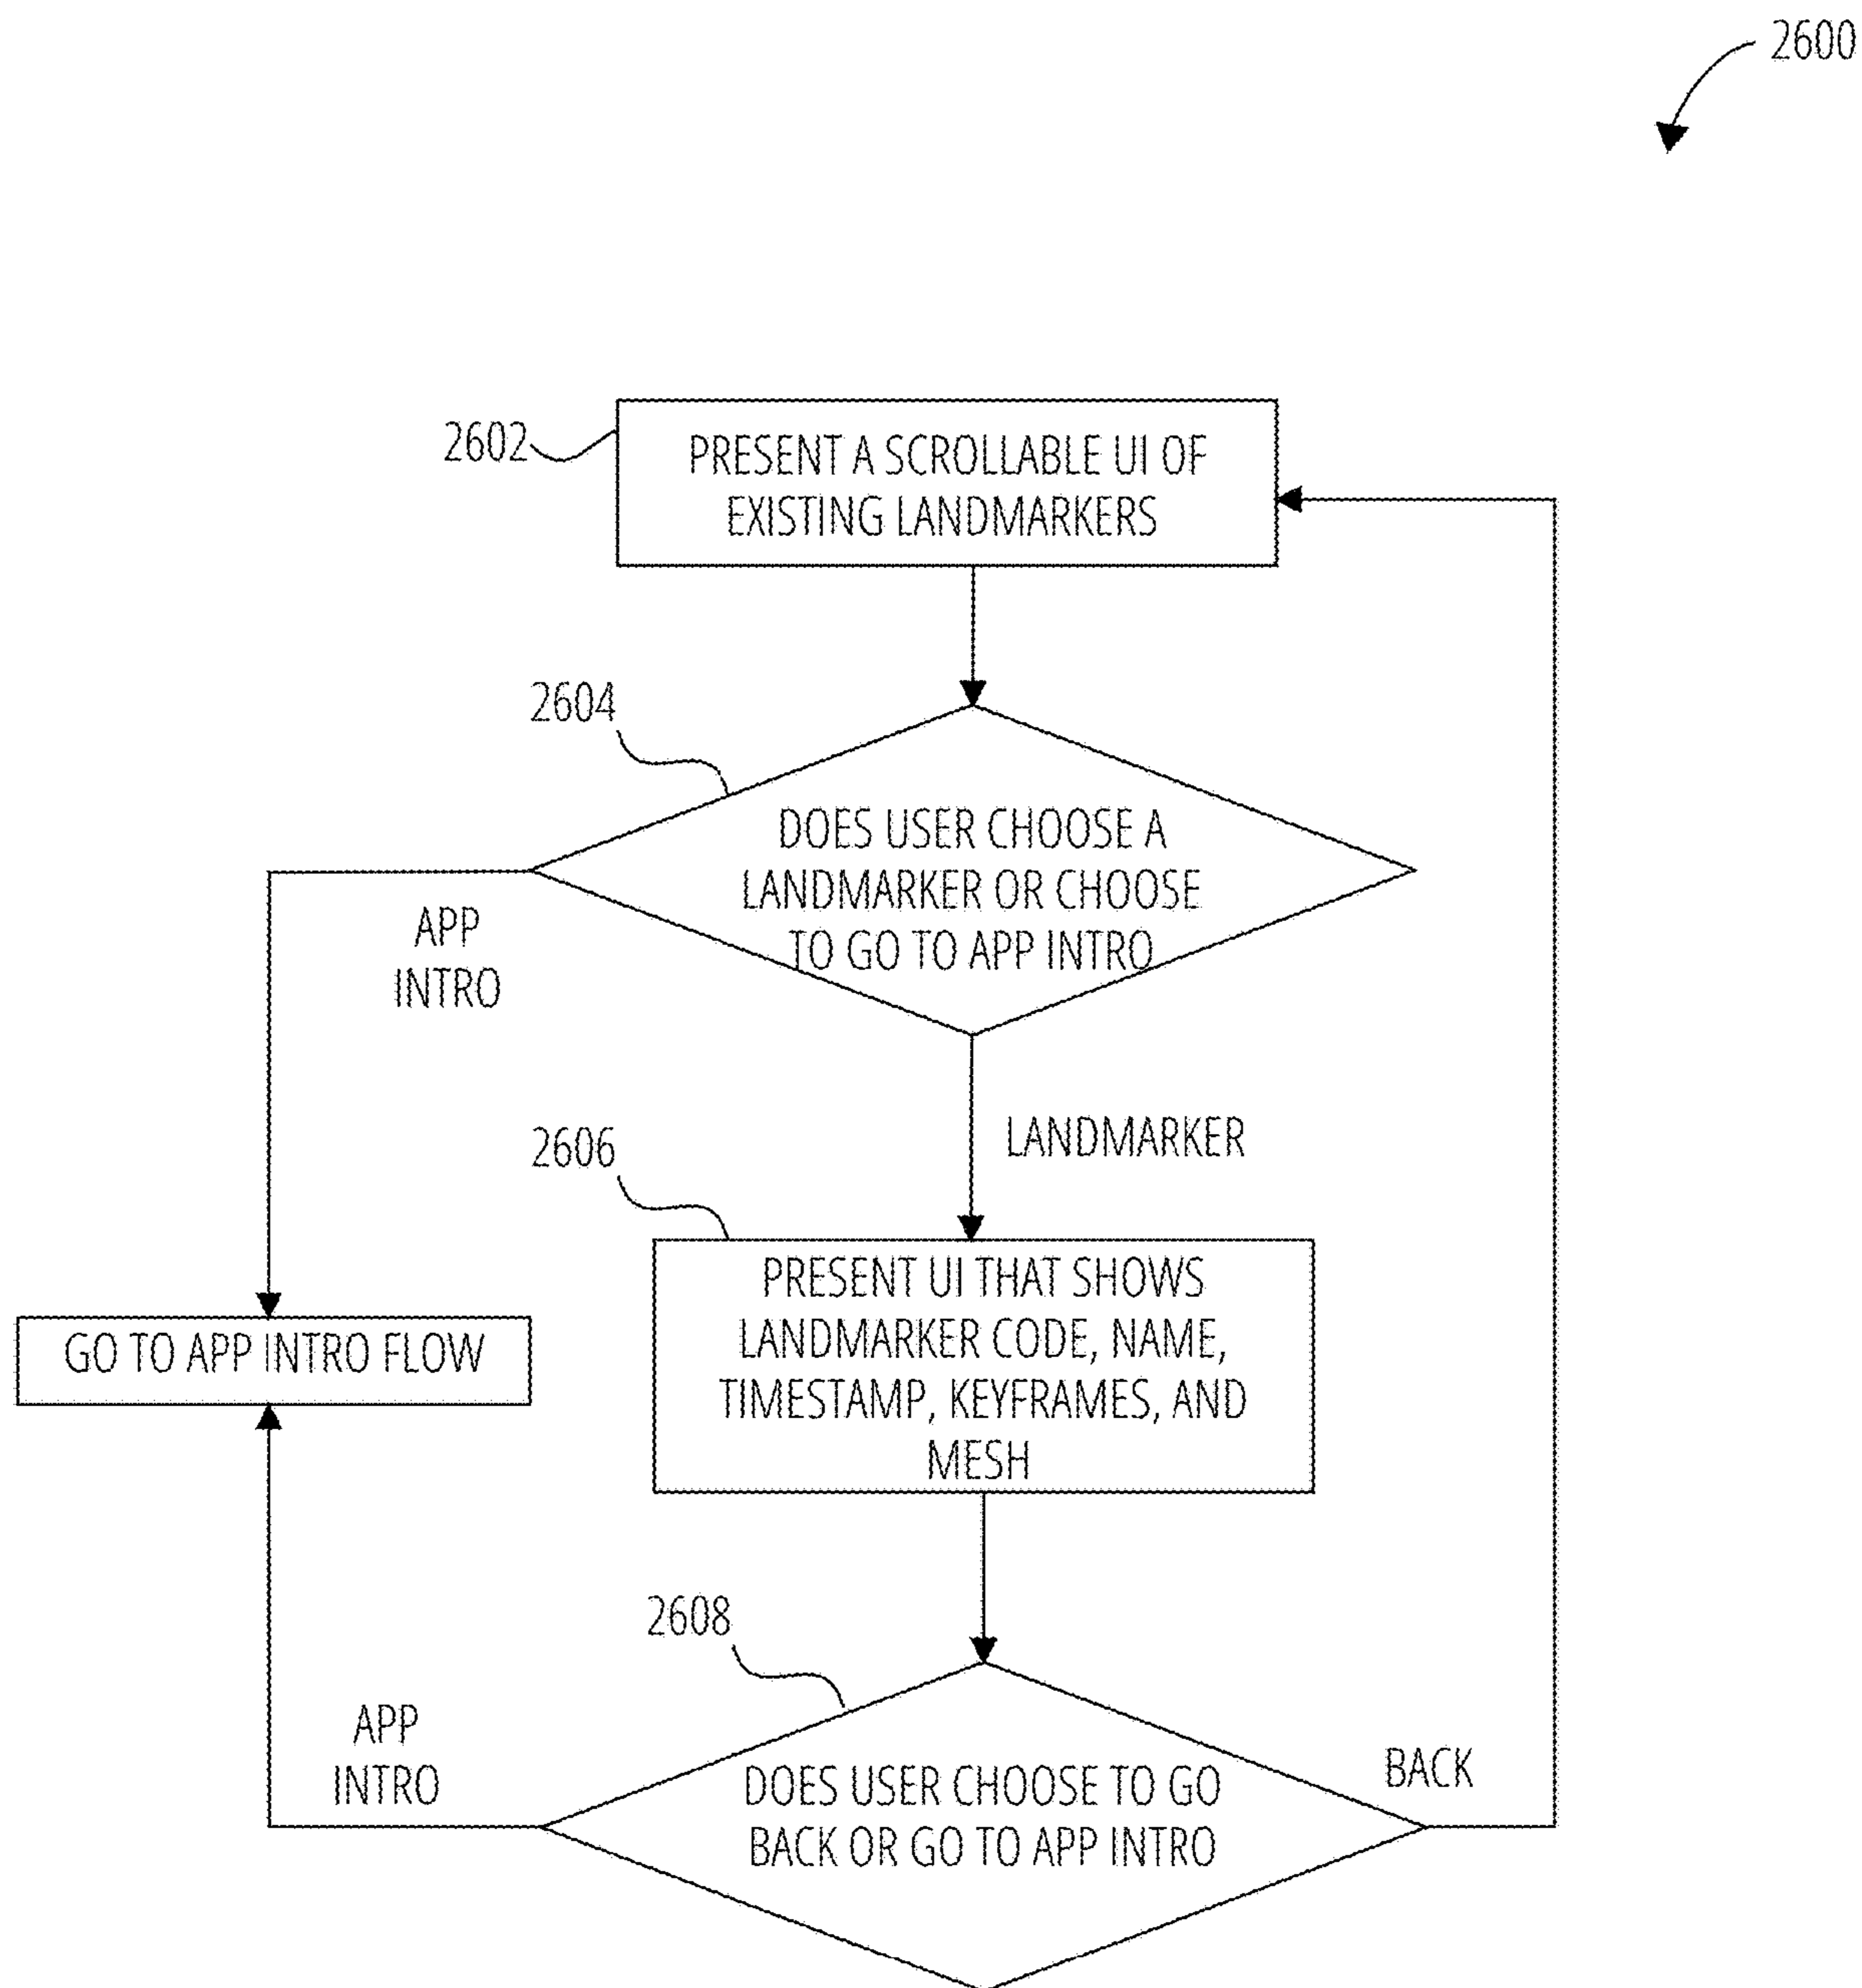 2600
2602
PRESENT A SCROLLABLE UI OF
EXISTING LANDMARKERS
2604
DOES USER CHOOSE A
LANDMARKER OR CHOOSE
TO GO TO APP INTRO
APP
INTRO
LANDMARKER
2606
PRESENT UI THAT SHOWS
LANDMARKER CODE, NAME,
TIMESTAMP, KEYFRAMES, AND
MESH
GO TO APP INTRO FLOW
2608
APP
INTRO
DOES USER CHOOSE TO GO
BACK OR GO TO APP INTRO
BACK